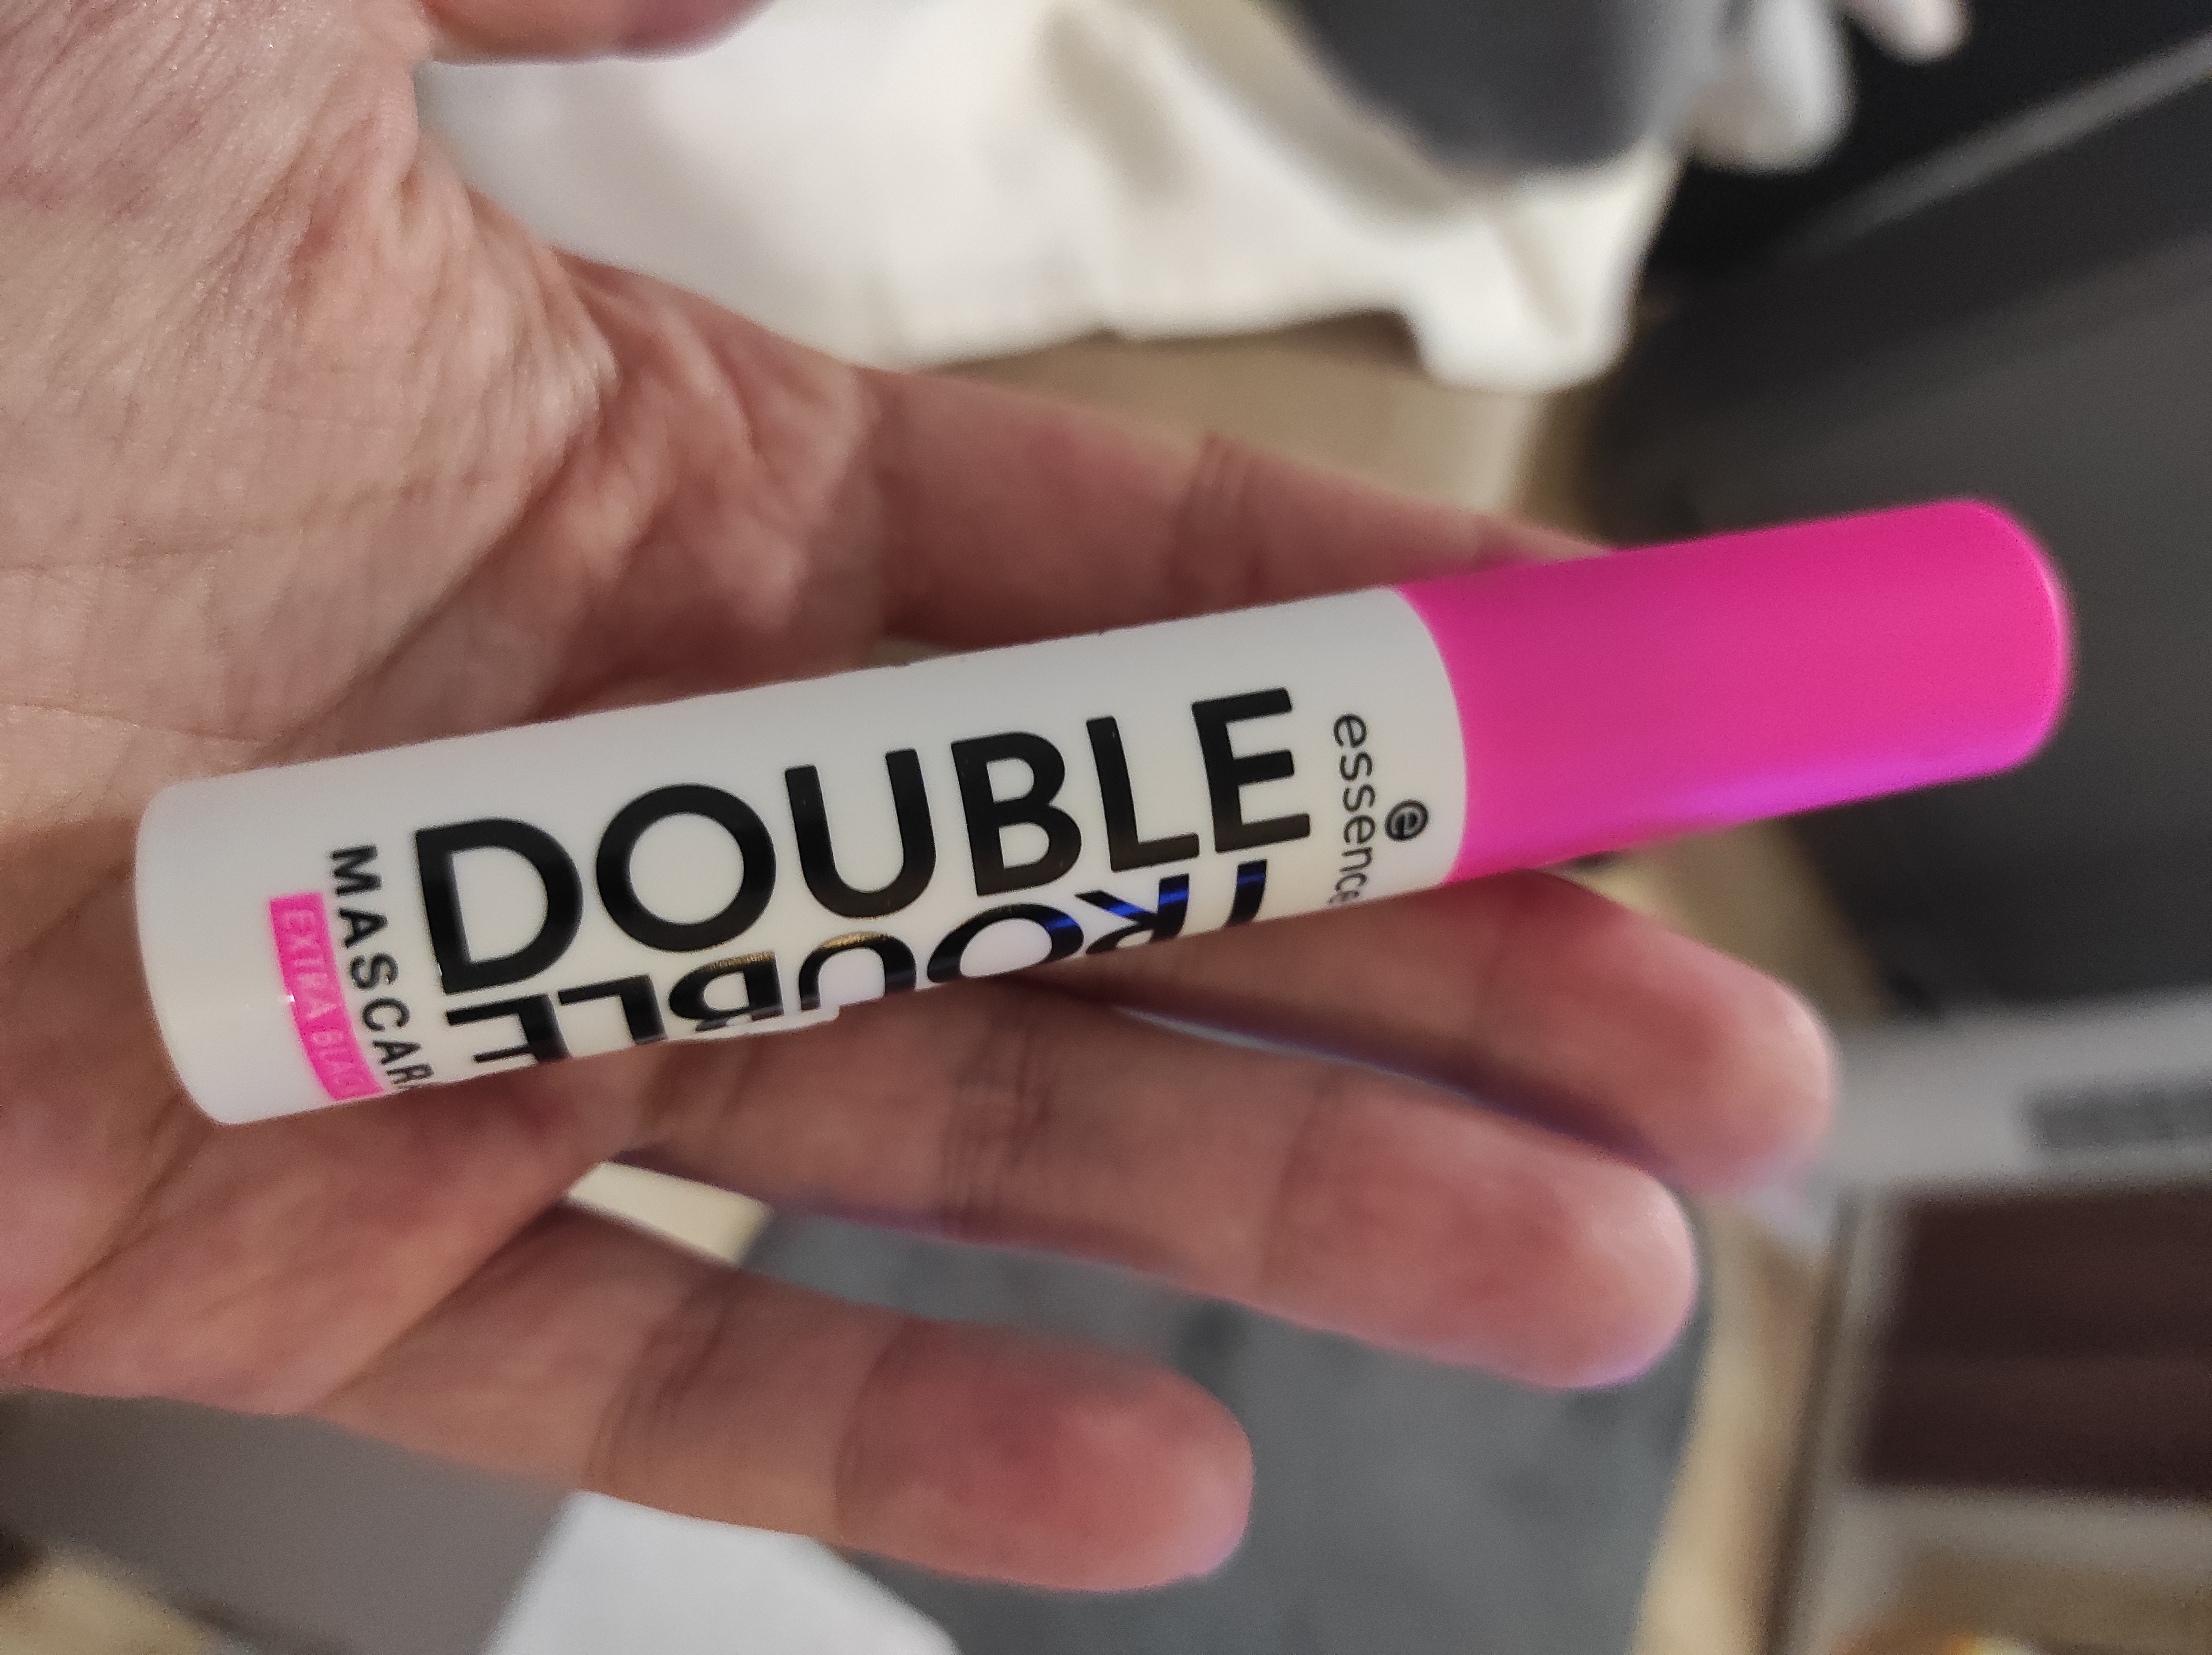 essence
DOUBLE
TROUBLE
MASCARA
EXTRA BLACK